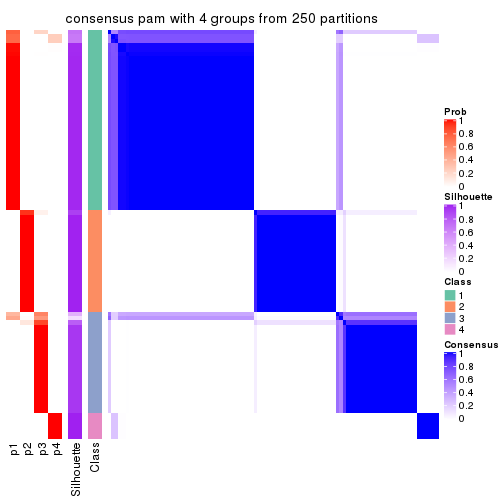 consensus pam with 4 groups from 250 partitions
Prob
1
0.8
0.6
0.4
0.2
0
Silhouette
1
0.8
0.6
0.4
0.2
0
Class
1
2
3
4
Consensus
1
0.8
0.6
0.4
0.2
0
p1
p2
p3
p4
Silhouette
Class